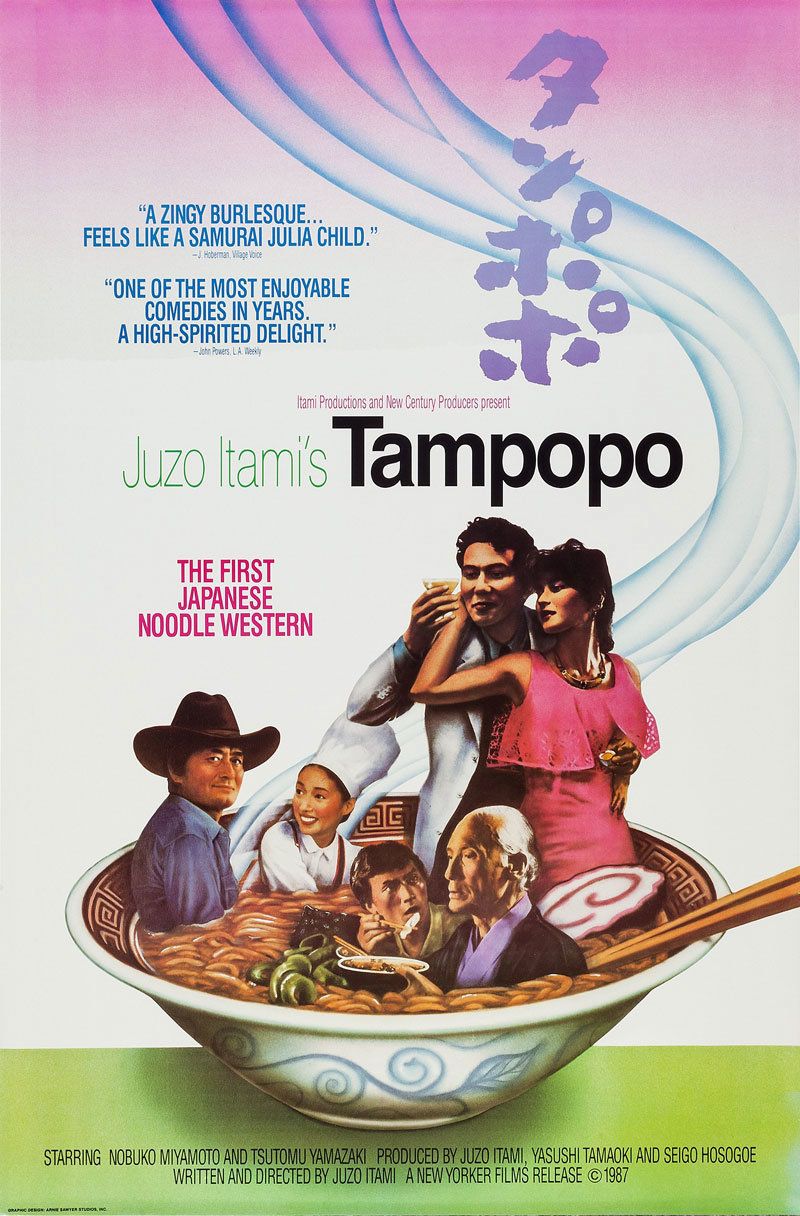 タンポポ
“A ZINGY BURLESQUE...
FEELS LIKE A SAMURAI JULIA CHILD.”
—J. Hoberman, Village Voice
“ONE OF THE MOST ENJOYABLE
COMEDIES IN YEARS.
A HIGH-SPIRITED DELIGHT.”
—John Powers, L.A. Weekly
Itami Productions and New Century Producers present
Juzo Itami's Tampopo
THE FIRST
JAPANESE
NOODLE WESTERN
STARRING NOBUKO MIYAMOTO AND TSUTOMU YAMAZAKI PRODUCED BY JUZO ITAMI, YASUSHI TAMAOKI AND SEIGO HOSOGOE
WRITTEN AND DIRECTED BY JUZO ITAMI A NEW YORKER FILMS RELEASE ©1987
GRAPHIC DESIGN: ARNIE SAWYER STUDIOS, INC.